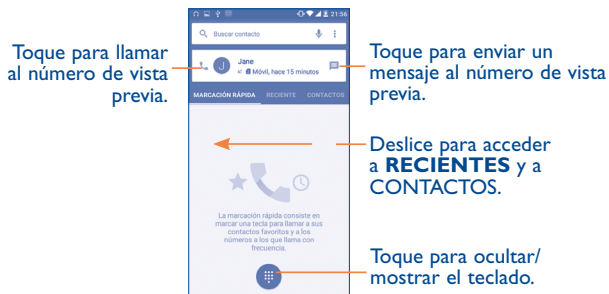 21:56
Buscar contacto
Toque para llamar
al número de vista
previa.
J
Jane
Móvil, hace 15 minutos
Toque para enviar un
mensaje al número de vista
previa.
MARCACIÓN RÁPIDA RECIENTE CONTACTOS
Deslice para acceder
a RECIENTES y a
CONTACTOS.
La marcación rápida consiste en
marcar una tecla para llamar a sus
contactos favoritos y a los
números a los que llama con
frecuencia.
Toque para ocultar/
mostrar el teclado.